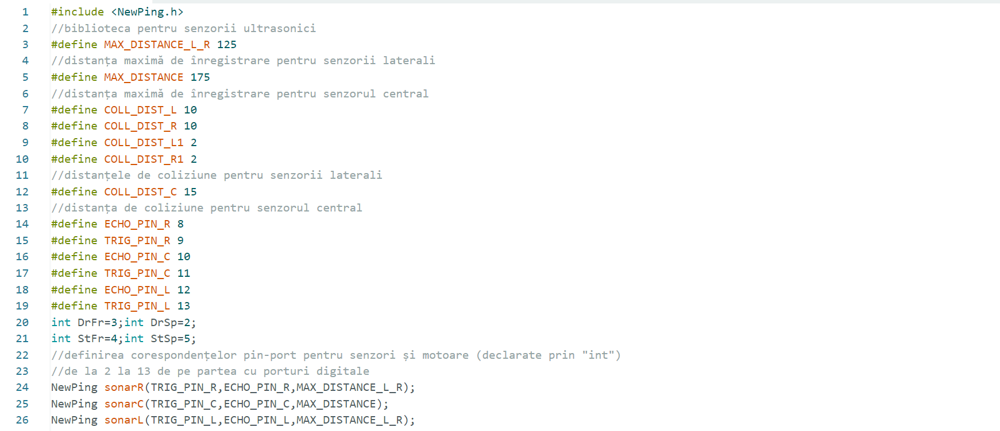 1 #include <NewPing.h>
2 //biblioteca pentru senzorii ultrasonici
3 #define MAX_DISTANCE_L_R 125
4 //distanța maximă de înregistrare pentru senzorii laterali
5 #define MAX_DISTANCE 175
6 //distanța maximă de înregistrare pentru senzorul central
7 #define COLL_DIST_L 10
8 #define COLL_DIST_R 10
9 #define COLL_DIST_L1 2
10 #define COLL_DIST_R1 2
11 //distanțele de coliziune pentru senzorii laterali
12 #define COLL_DIST_C 15
13 //distanța de coliziune pentru senzorul central
14 #define ECHO_PIN_R 8
15 #define TRIG_PIN_R 9
16 #define ECHO_PIN_C 10
17 #define TRIG_PIN_C 11
18 #define ECHO_PIN_L 12
19 #define TRIG_PIN_L 13
20 int DrFr=3;int DrSp=2;
21 int StFr=4;int StSp=5;
22 //definirea corespondențelor pin-port pentru senzori și motoare (declarate prin "int")
23 //de la 2 la 13 de pe partea cu porturi digitale
24 NewPing sonarR(TRIG_PIN_R,ECHO_PIN_R,MAX_DISTANCE_L_R);
25 NewPing sonarC(TRIG_PIN_C,ECHO_PIN_C,MAX_DISTANCE);
26 NewPing sonarL(TRIG_PIN_L,ECHO_PIN_L,MAX_DISTANCE_L_R);